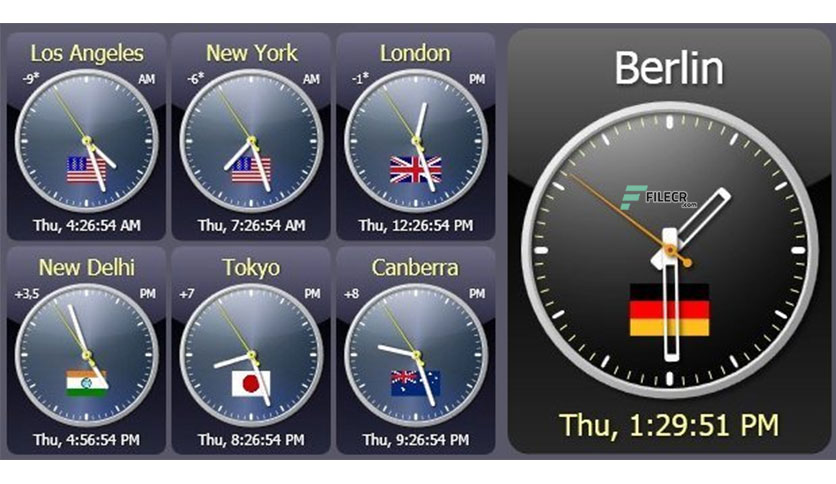 Los Angeles
-9*
AM
Thu, 4:26:54 AM
New York
-6*
AM
Thu, 7:26:54 AM
London
-1*
PM
Thu, 12:26:54 PM
Berlin
FILECR
.com
Thu, 1:29:51 PM
New Delhi
+3,5
PM
Thu, 4:56:54 PM
Tokyo
+7
PM
Thu, 8:26:54 PM
Canberra
+8
PM
Thu, 9:26:54 PM